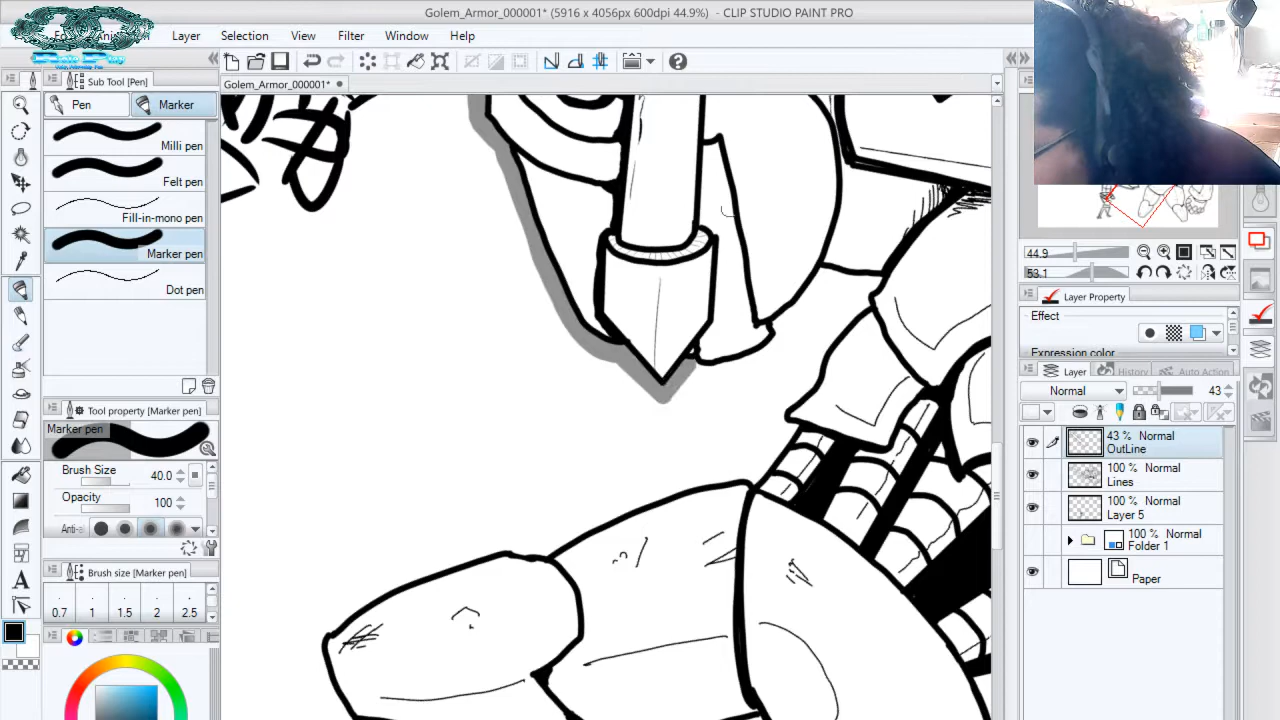 Golem_Armor_000001* (5916 x 4056px 600dpi 44.9%) - CLIP STUDIO PAINT PRO
Layer Selection View Filter Window Help
Sub Tool [Pen]
Golem_Armor_000001*
Pen Marker
Milli pen
Felt pen
Fill-in-mono pen
Marker pen
Dot pen
Tool property [Marker pen]
Marker pen
Brush Size 40.0
Opacity 100
Anti-a
Brush size [Marker pen]
0.7 1 1.5 2 2.5
44.9
53.1
Layer Property
Effect
Expression color
Layer History Auto Action
Normal 43
43 % Normal
OutLine
100 % Normal
Lines
100 % Normal
Layer 5
100 % Normal
Folder 1
Paper